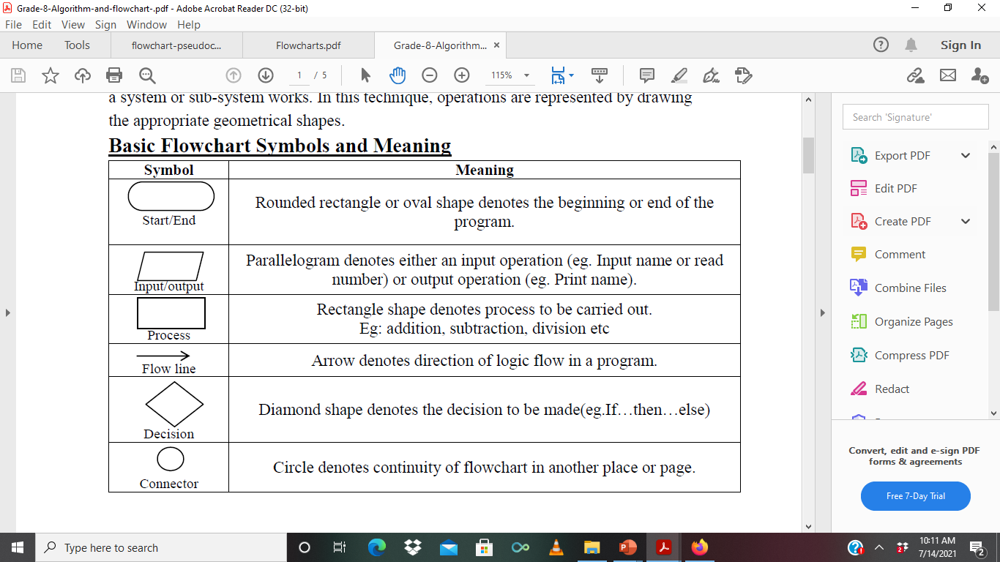 Grade-8-Algorithm-and-flowchart-.pdf - Adobe Acrobat Reader DC (32-bit)
File Edit View Sign Window Help
Home Tools flowchart-pseudoc... Flowcharts.pdf Grade-8-Algorithm... × Sign In
1 / 5 115%
a system or sub-system works. In this technique, operations are represented by drawing
the appropriate geometrical shapes.
Basic Flowchart Symbols and Meaning
Symbol Meaning
Start/End
Rounded rectangle or oval shape denotes the beginning or end of the
program.
Input/output
Parallelogram denotes either an input operation (eg. Input name or read
number) or output operation (eg. Print name).
Process
Rectangle shape denotes process to be carried out.
Eg: addition, subtraction, division etc
Flow line
Arrow denotes direction of logic flow in a program.
Decision
Diamond shape denotes the decision to be made(eg.If…then…else)
Connector
Circle denotes continuity of flowchart in another place or page.
Search 'Signature'
Export PDF
Edit PDF
Create PDF
Comment
Combine Files
Organize Pages
Compress PDF
Redact
Convert, edit and e-sign PDF
forms & agreements
Free 7-Day Trial
Type here to search
10:11 AM
7/14/2021
2
2